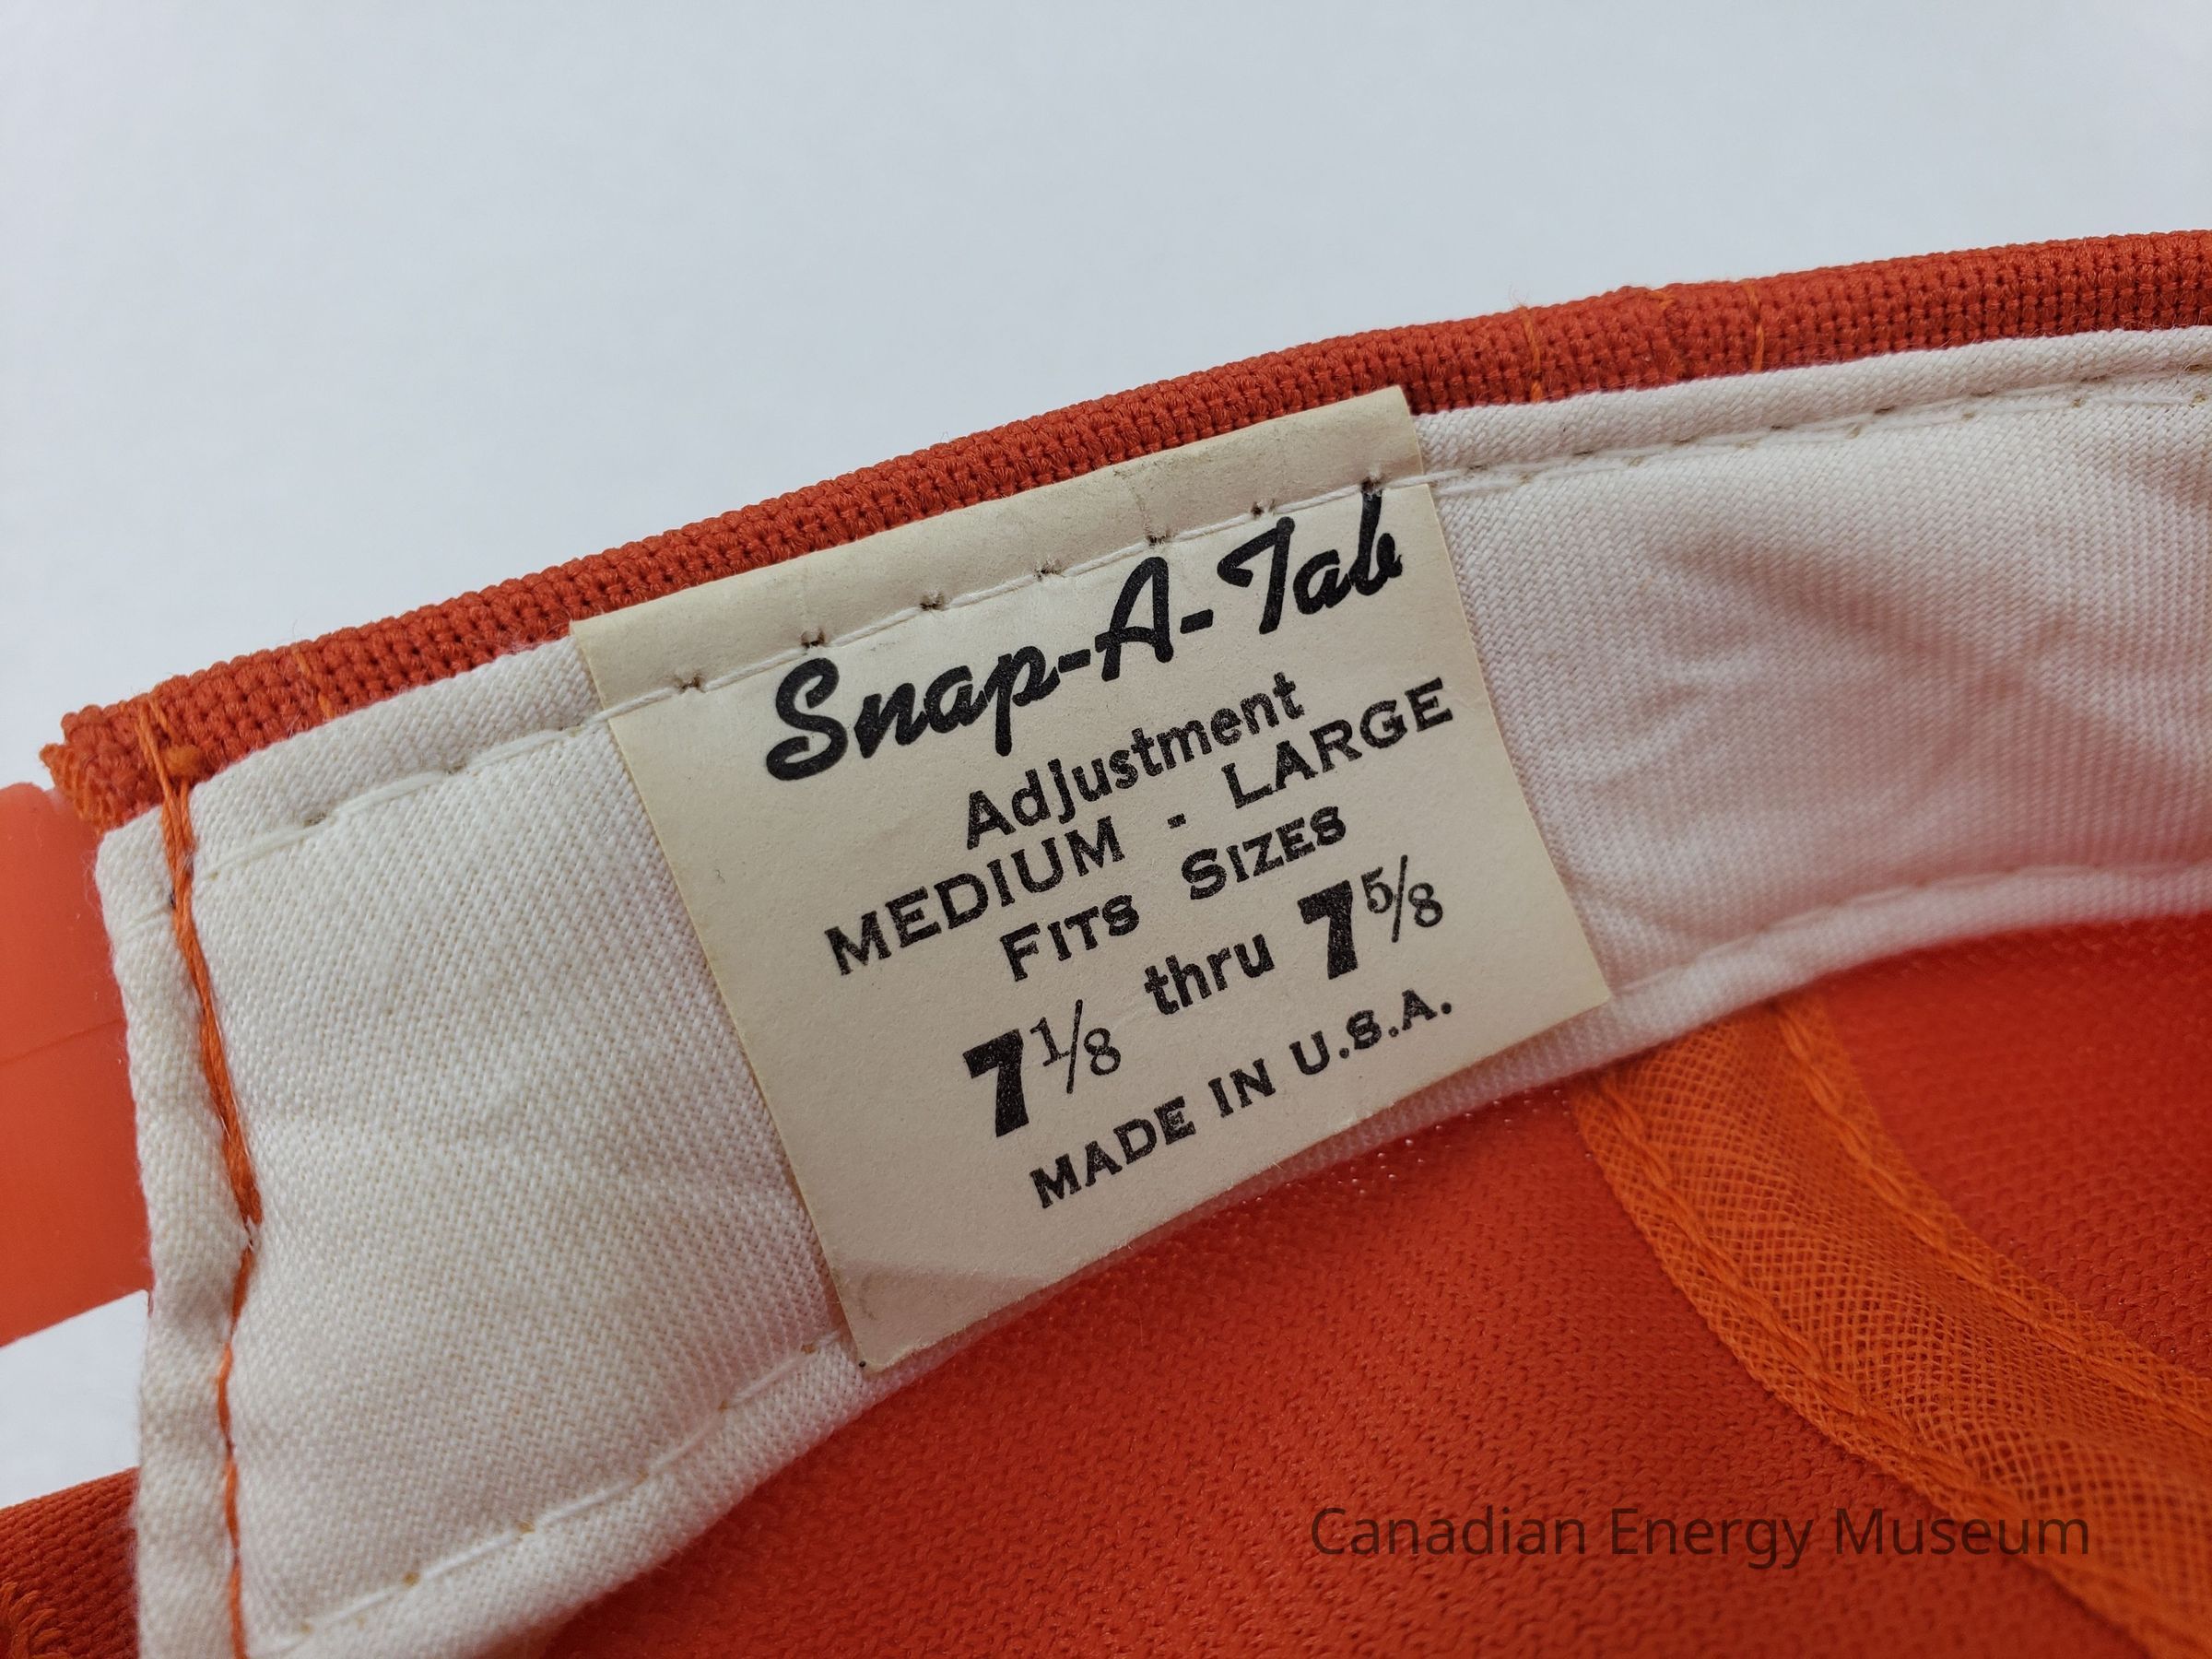 Snap-A-Tab
Adjustment
MEDIUM - LARGE
FITS SIZES
7 1/8 thru 7 5/8
MADE IN U.S.A.
Canadian Energy Museum